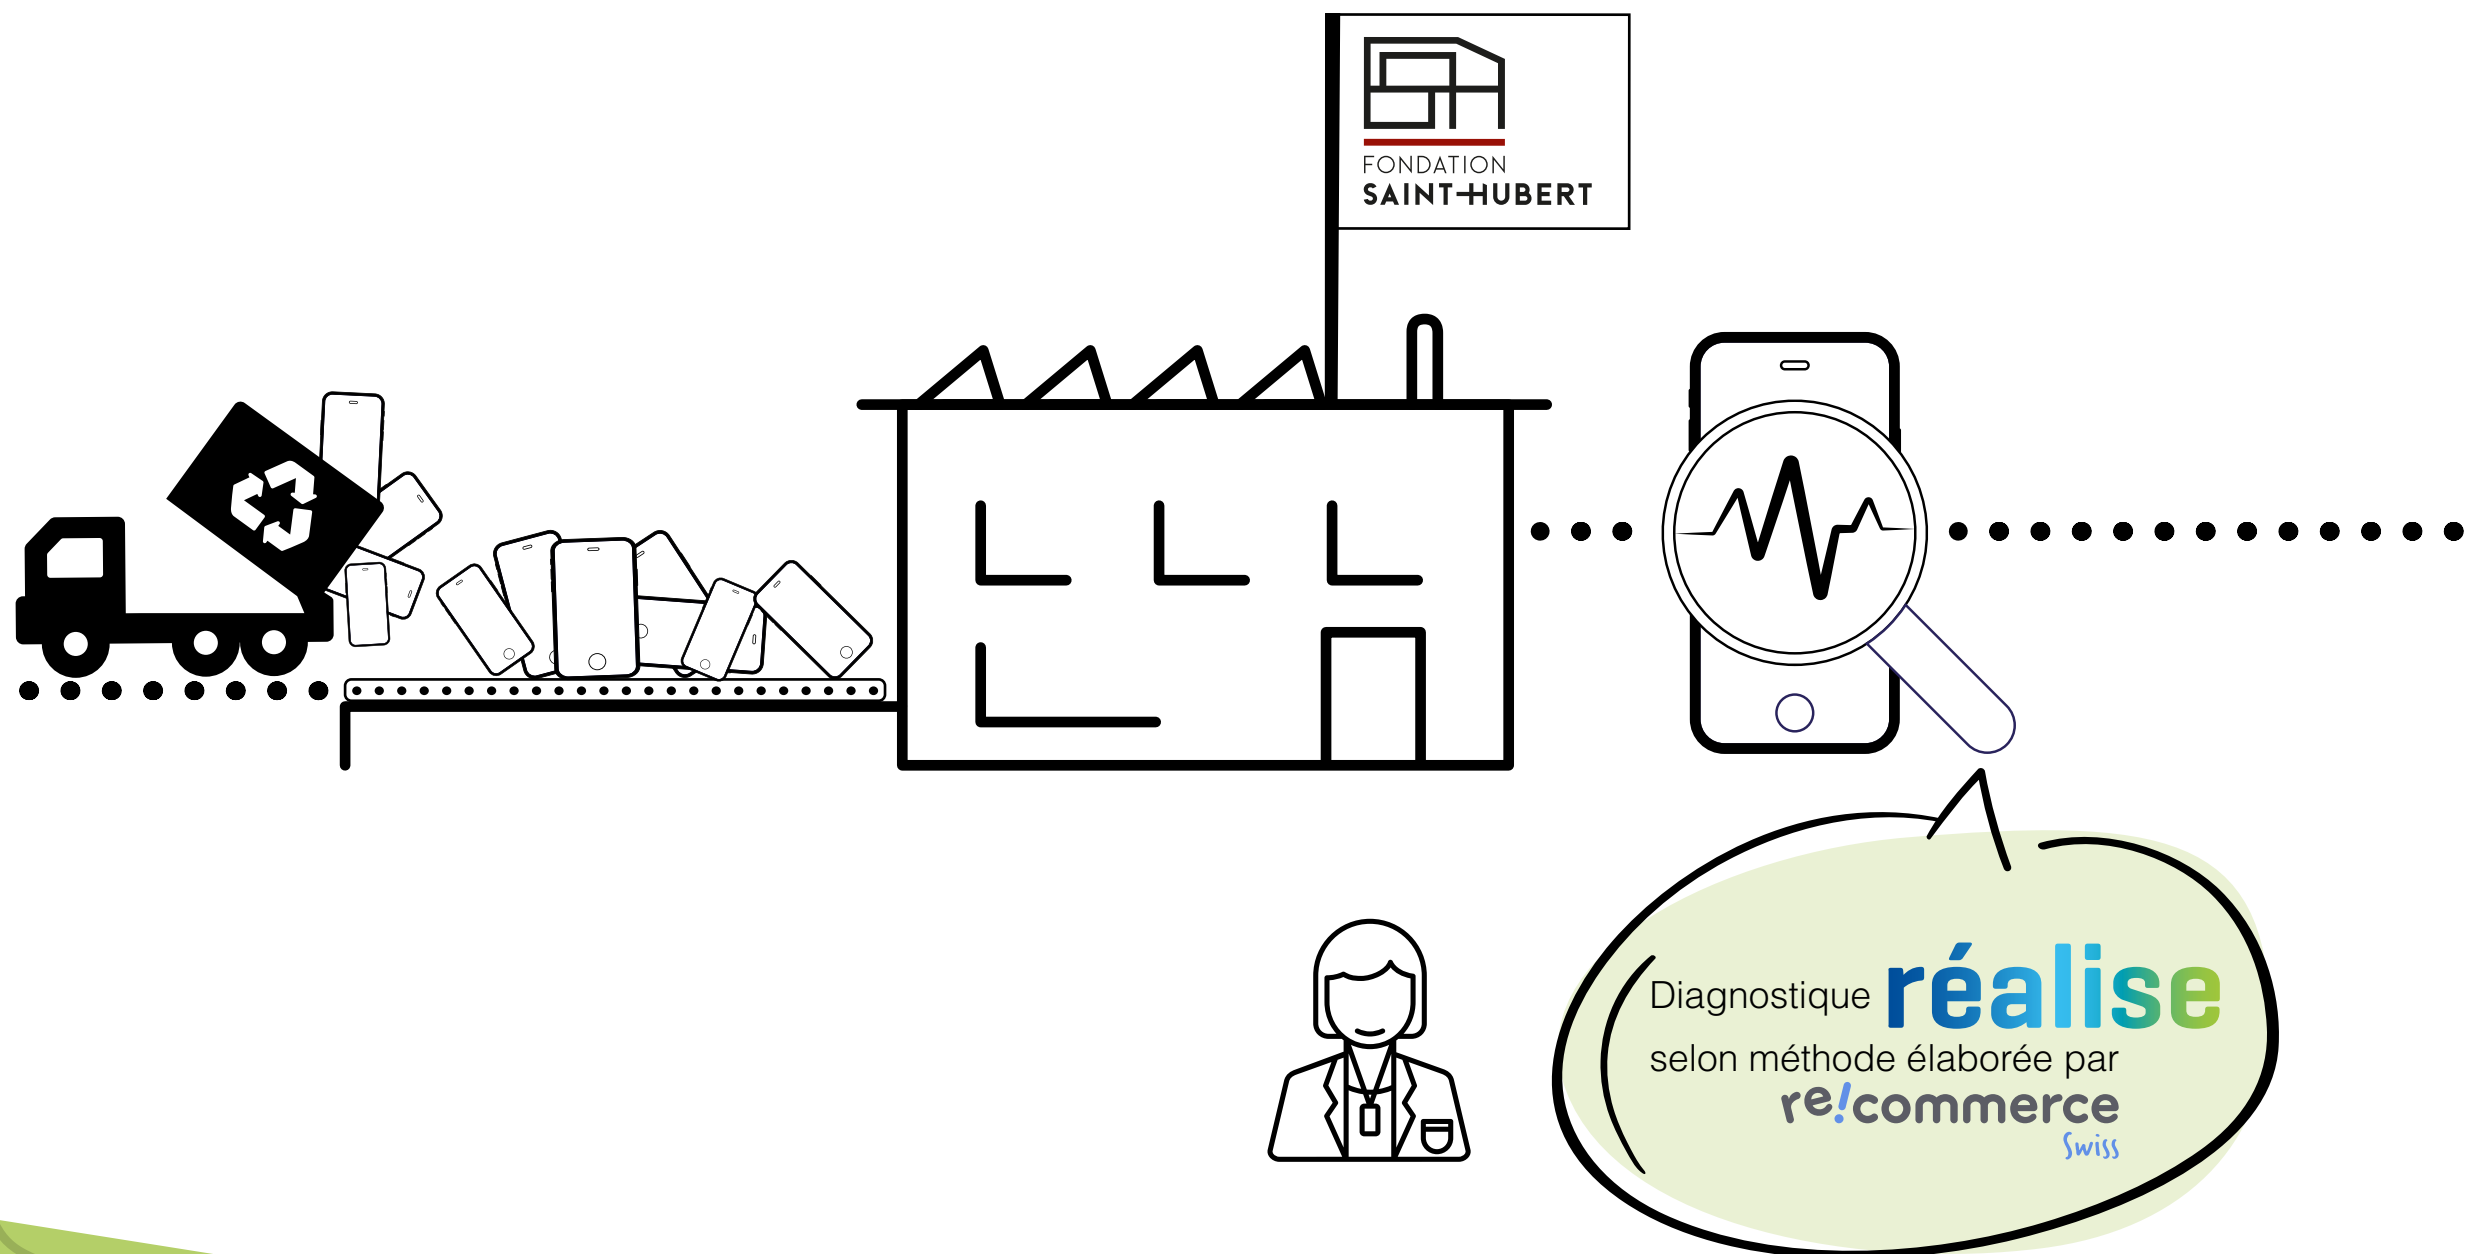 FONDATION
SAINT-HUBERT
Diagnostique réalise
selon méthode élaborée par
re!commerce
Swiss